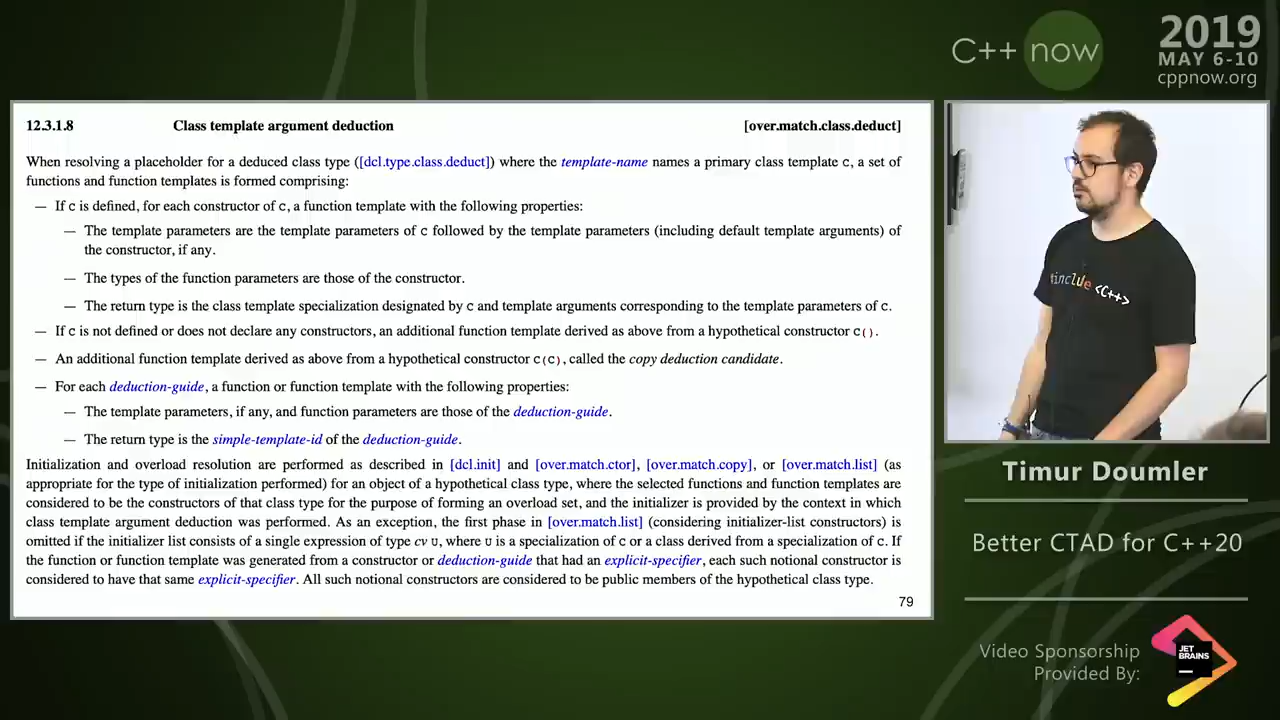 C++ now
2019
MAY 6-10
cppnow.org
12.3.1.8 Class template argument deduction [over.match.class.deduct]
When resolving a placeholder for a deduced class type ([dcl.type.class.deduct]) where the template-name names a primary class template C, a set of
functions and function templates is formed comprising:
— If C is defined, for each constructor of C, a function template with the following properties:
— The template parameters are the template parameters of C followed by the template parameters (including default template arguments) of
the constructor, if any.
— The types of the function parameters are those of the constructor.
— The return type is the class template specialization designated by C and template arguments corresponding to the template parameters of C.
— If C is not defined or does not declare any constructors, an additional function template derived as above from a hypothetical constructor C().
— An additional function template derived as above from a hypothetical constructor C(C), called the copy deduction candidate.
— For each deduction-guide, a function or function template with the following properties:
— The template parameters, if any, and function parameters are those of the deduction-guide.
— The return type is the simple-template-id of the deduction-guide.
Initialization and overload resolution are performed as described in [dcl.init] and [over.match.ctor], [over.match.copy], or [over.match.list] (as
appropriate for the type of initialization performed) for an object of a hypothetical class type, where the selected functions and function templates are
considered to be the constructors of that class type for the purpose of forming an overload set, and the initializer is provided by the context in which
class template argument deduction was performed. As an exception, the first phase in [over.match.list] (considering initializer-list constructors) is
omitted if the initializer list consists of a single expression of type cv U, where U is a specialization of C or a class derived from a specialization of C. If
the function or function template was generated from a constructor or deduction-guide that had an explicit-specifier, each such notional constructor is
considered to have that same explicit-specifier. All such notional constructors are considered to be public members of the hypothetical class type.
79
#include <C++>
Timur Doumler
Better CTAD for C++20
Video Sponsorship
Provided By:
JET
BRAINS